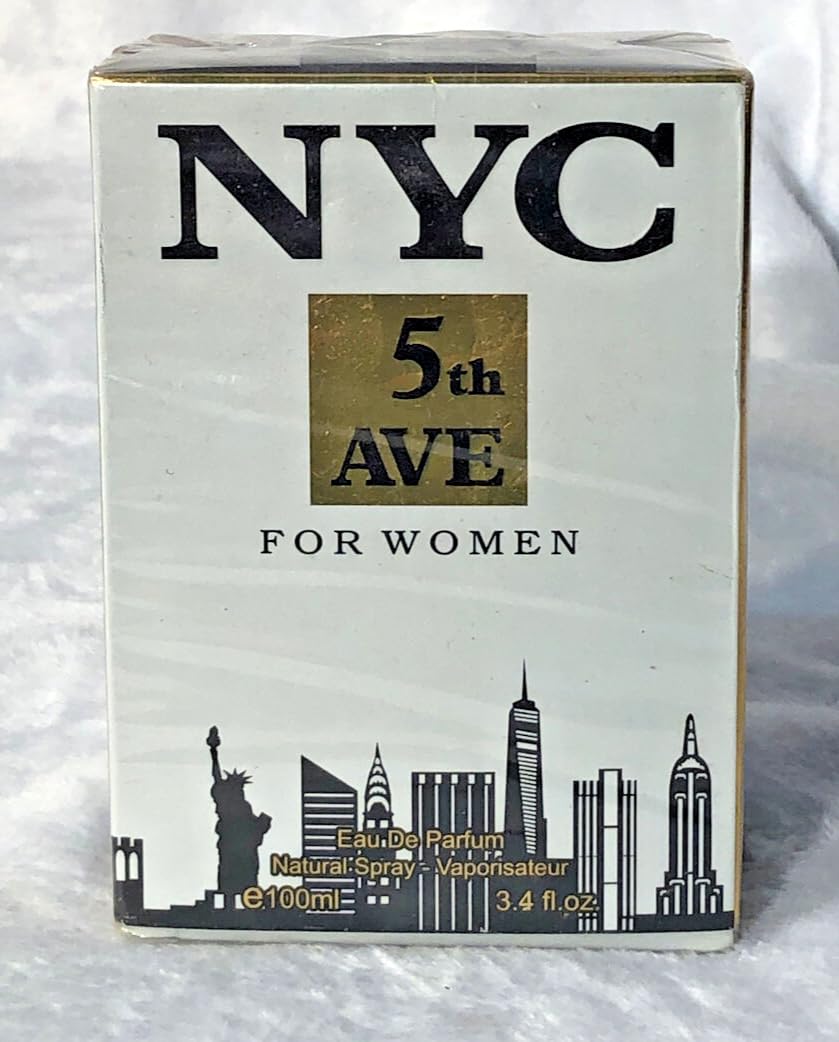 NYC
5th
AVE
FOR WOMEN
Eau De Parfum
Natural Spray - Vaporisateur
e100ml 3.4 fl.oz.